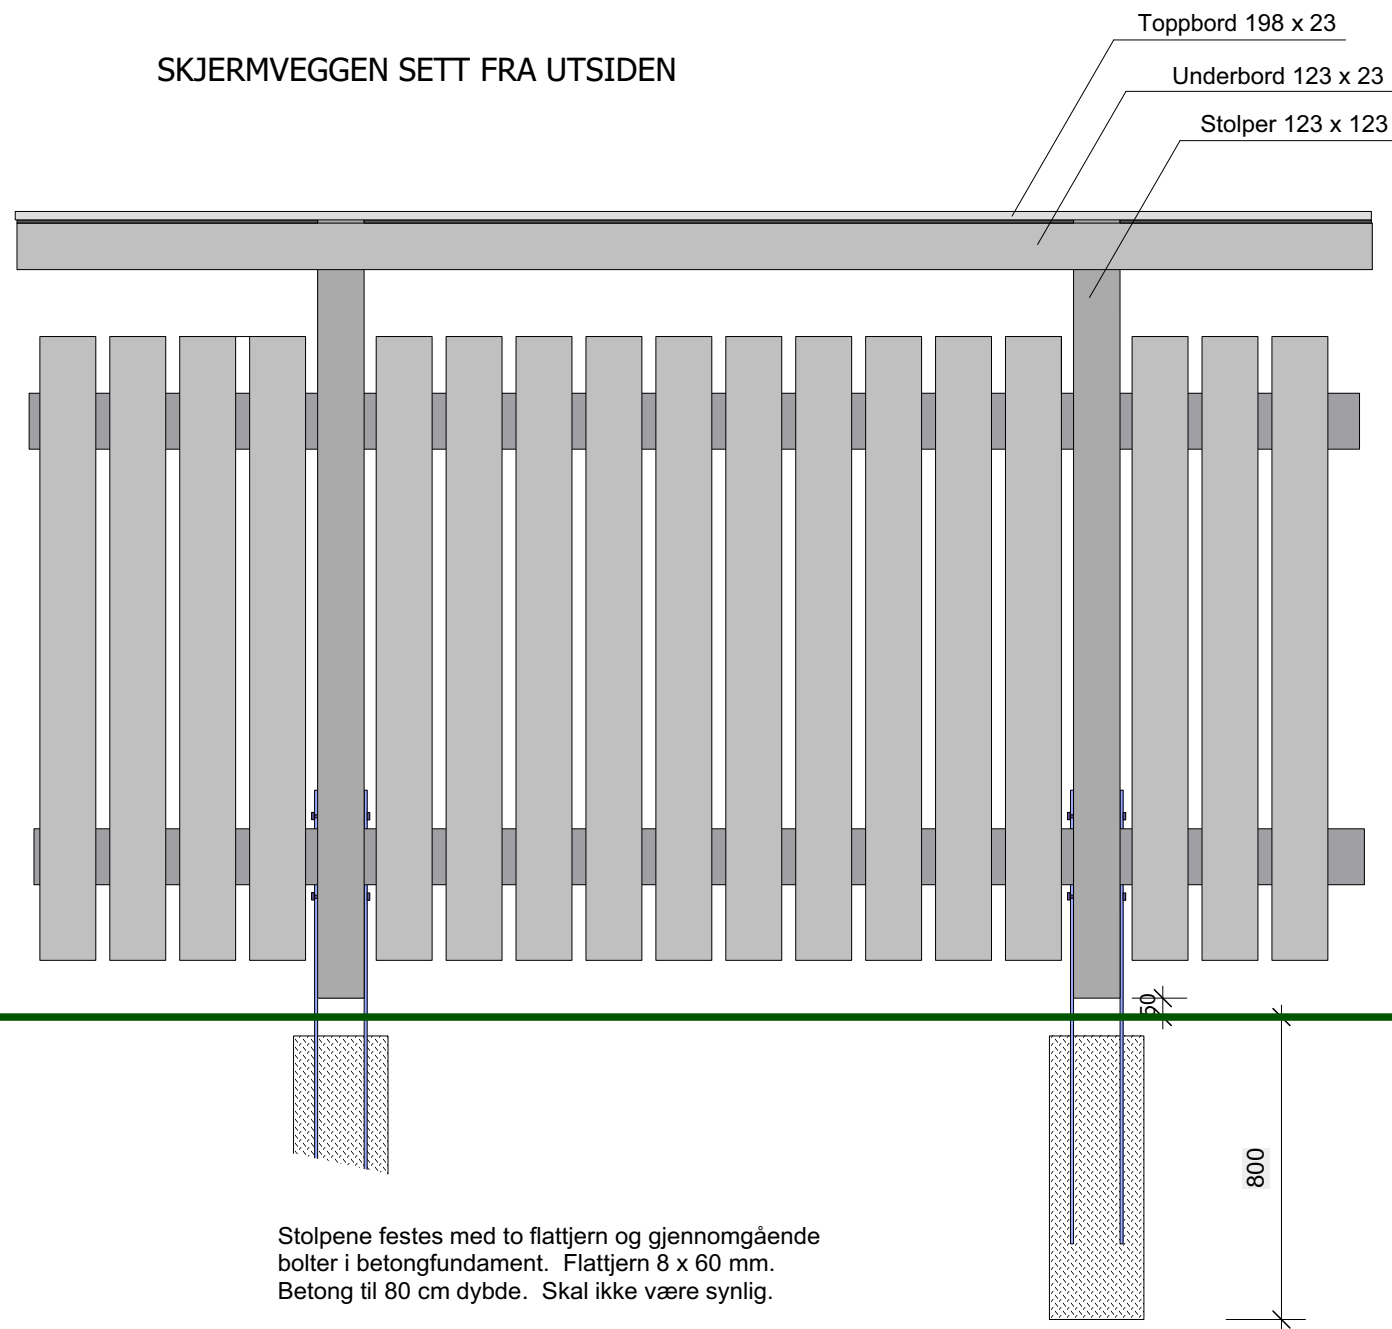 Toppbord 198 x 23
SKJERMVEGGEN SETT FRA UTSIDEN
Underbord 123 x 23
Stolper 123 x 123
50
800
Stolpene festes med to flattjern og gjennomgående
bolter i betongfundament.  Flattjern 8 x 60 mm.
Betong til 80 cm dybde.  Skal ikke være synlig.